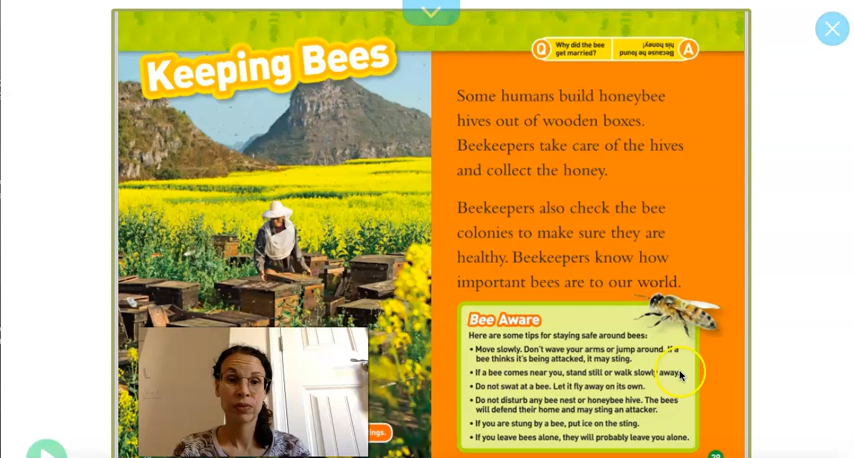 Keeping Bees
Q Why did the bee
get married?
A Because he found
his honey!
Some humans build honeybee
hives out of wooden boxes.
Beekeepers take care of the hives
and collect the honey.
Beekeepers also check the bee
colonies to make sure they are
healthy. Beekeepers know how
important bees are to our world.
Bee Aware
Here are some tips for staying safe around bees:
• Move slowly. Don't wave your arms or jump around. If a
bee thinks it's being attacked, it may sting.
• If a bee comes near you, stand still or walk slowly away.
• Do not swat at a bee. Let it fly away on its own.
• Do not disturb any bee nest or honeybee hive. The bees
will defend their home and may sting an attacker.
• If you are stung by a bee, put ice on the sting.
• If you leave bees alone, they will probably leave you alone.